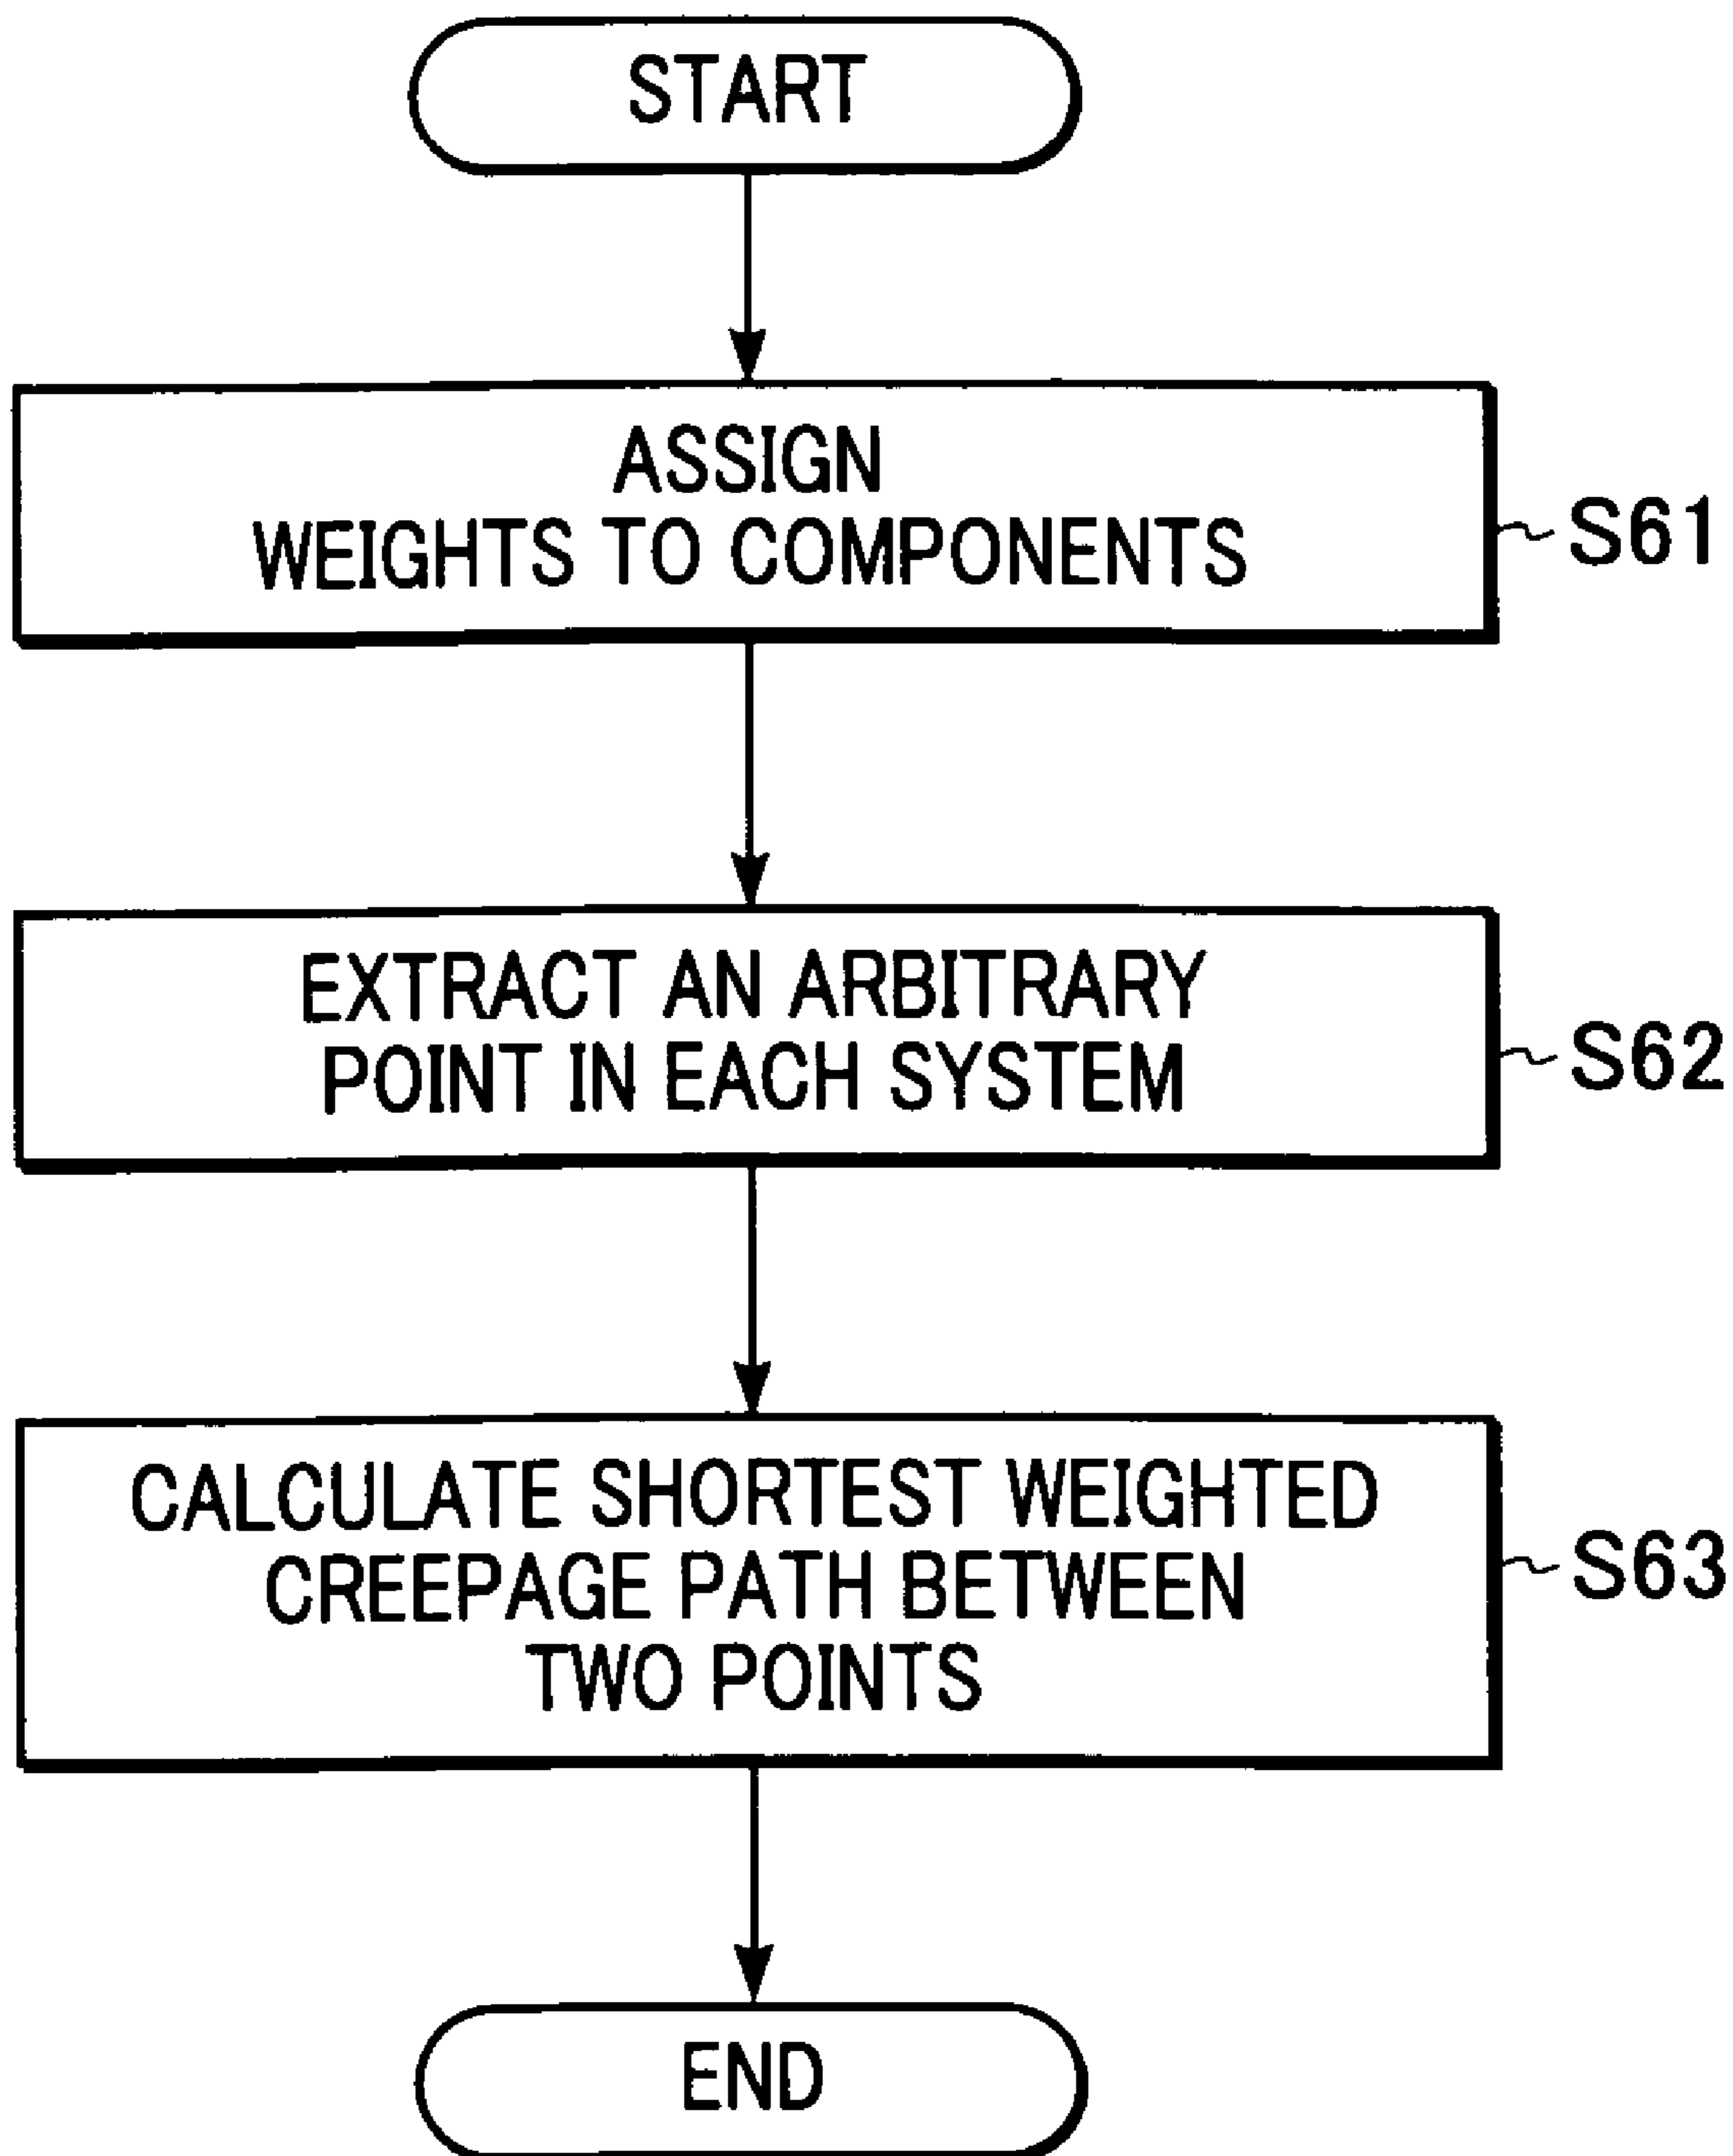 START
ASSIGN
WEIGHTS TO COMPONENTS
S61
EXTRACT AN ARBITRARY
POINT IN EACH SYSTEM
S62
CALCULATE SHORTEST WEIGHTED
CREEPAGE PATH BETWEEN
TWO POINTS
S63
END